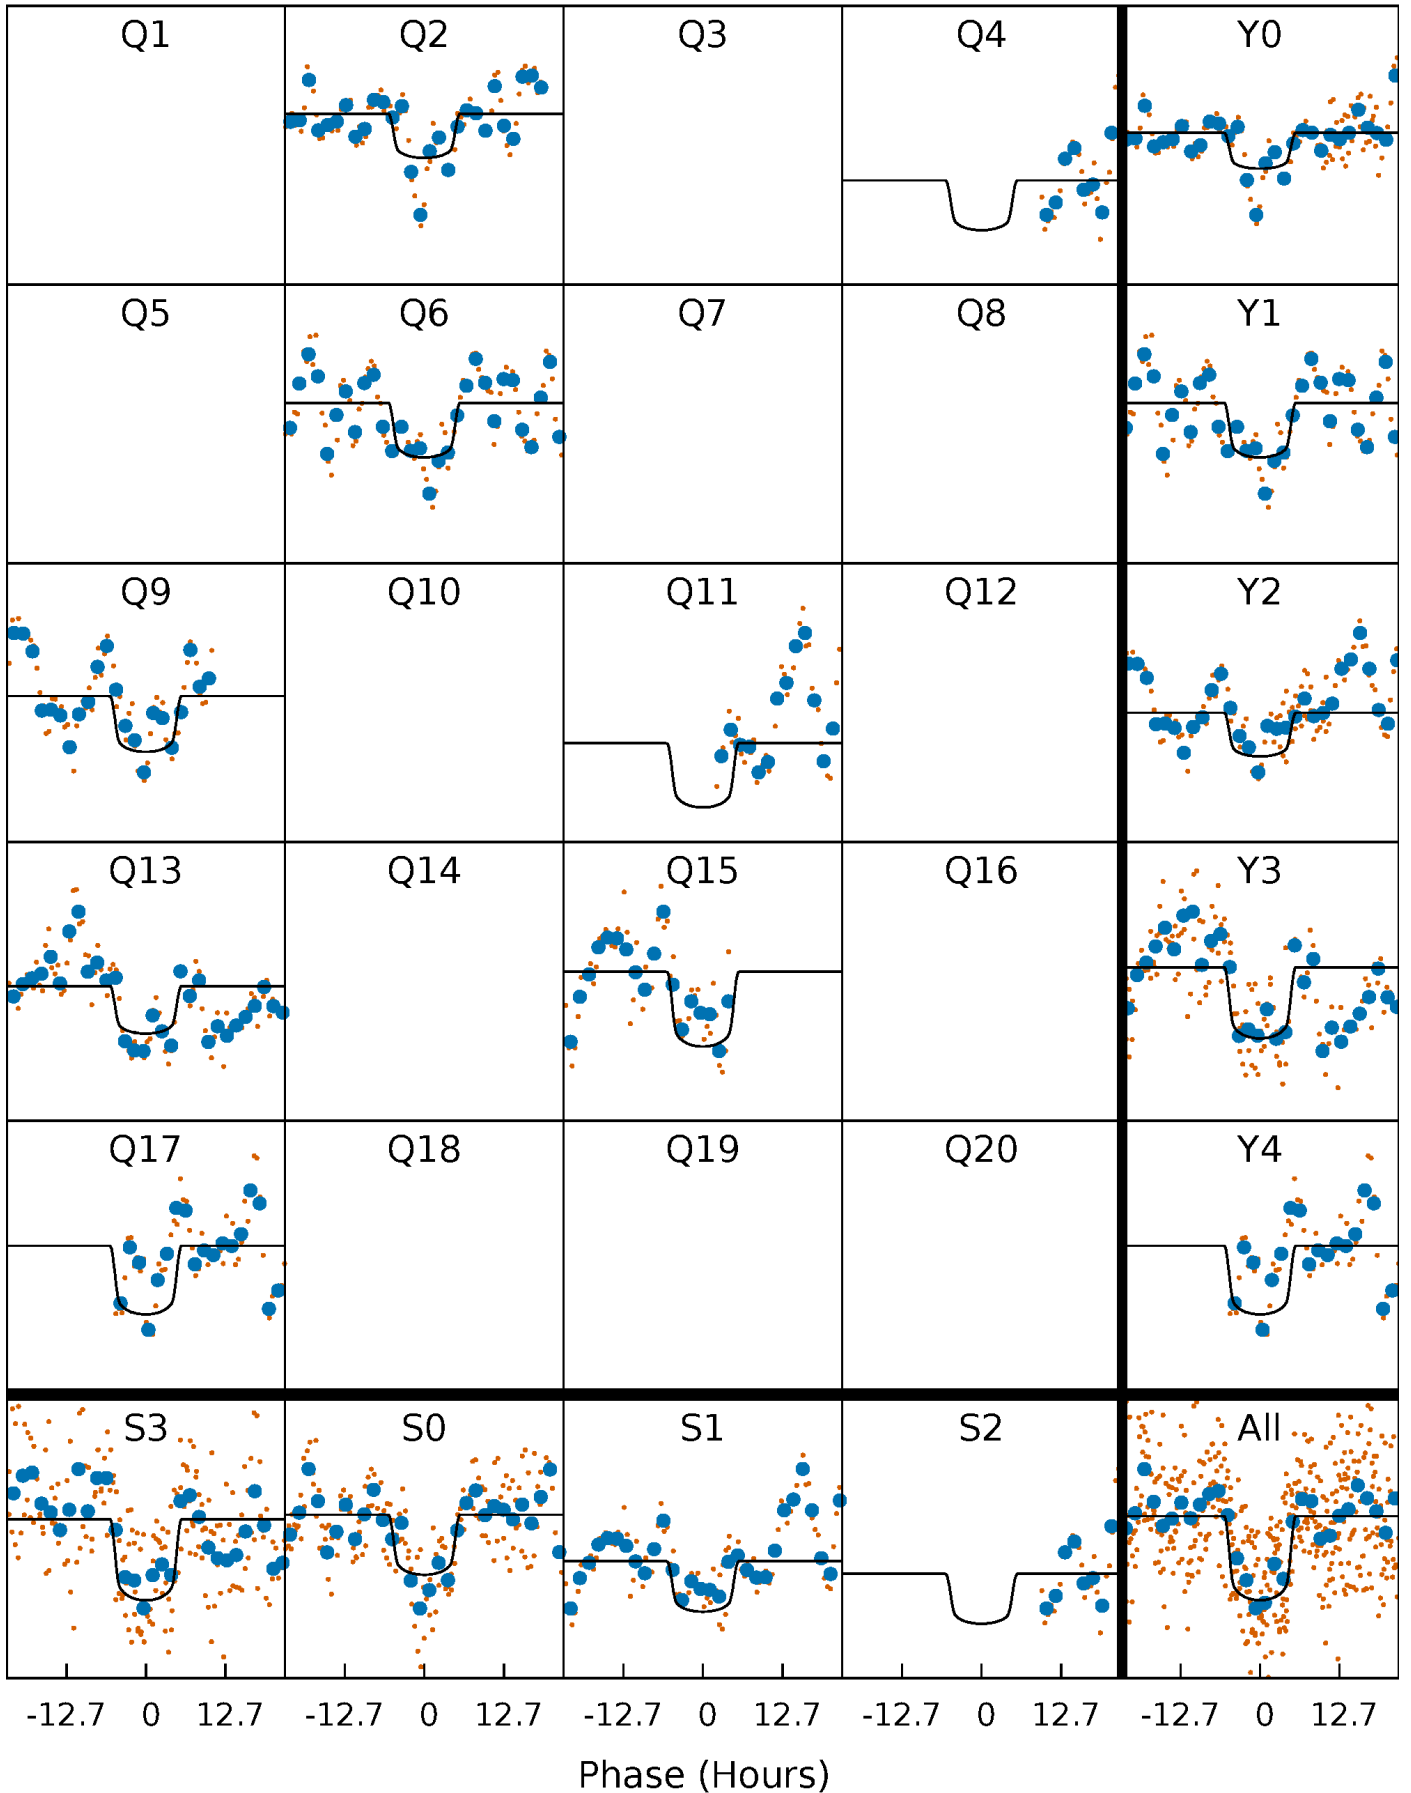 Q1 Q2 Q3 Q4 Y0
Q5 Q6 Q7 Q8 Y1
Q9 Q10 Q11 Q12 Y2
Q13 Q14 Q15 Q16 Y3
Q17 Q18 Q19 Q20 Y4
S3 S0 S1 S2 All
-12.7 0 12.7 -12.7 0 12.7 -12.7 0 12.7 -12.7 0 12.7 -12.7 0 12.7
Phase (Hours)